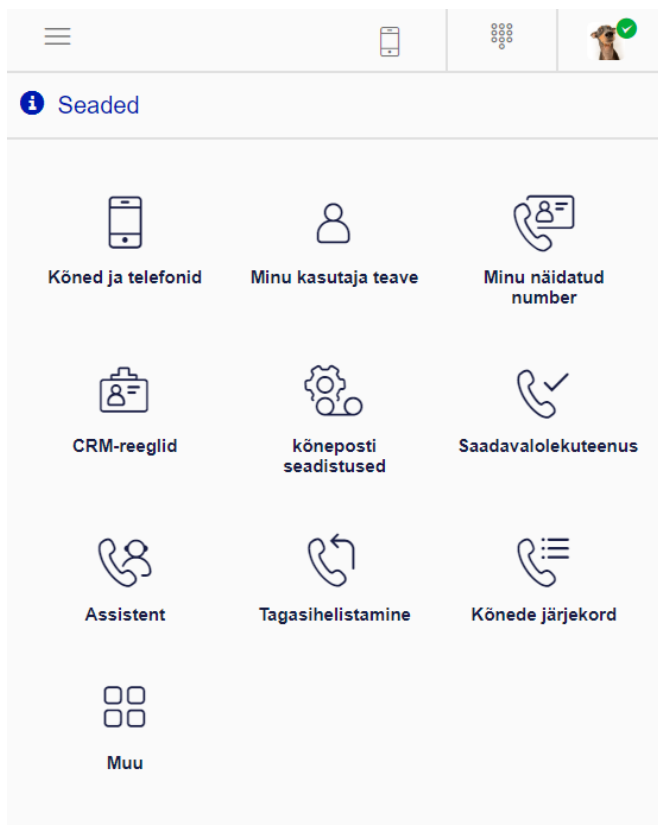 Seaded
Kõned ja telefonid
Minu kasutaja teave
Minu näidatud
number
CRM-reeglid
kõneposti
seadistused
Saadavalolekuteenus
Assistent
Tagasihelistamine
Kõnede järjekord
Muu